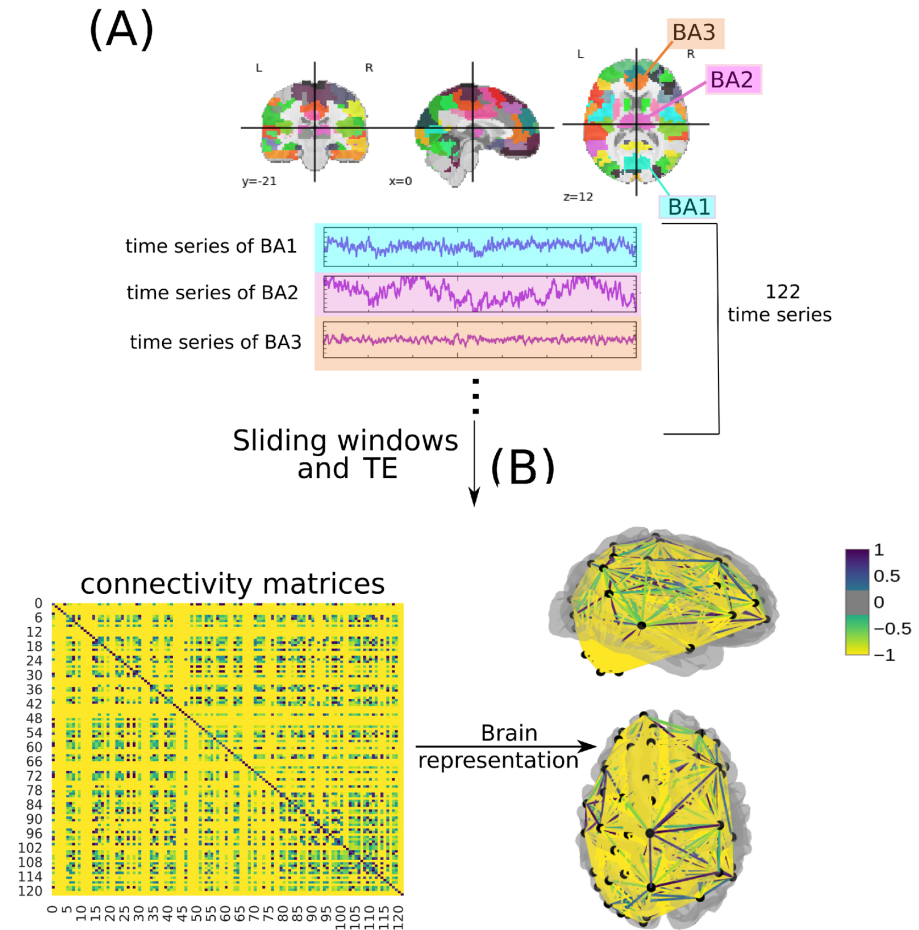 (A)
BA3
L
R
L
R
BA2
y=-21
x=0
z=12
BA1
time series of BA1
time series of BA2
time series of BA3
122
time series
Sliding windows
and TE
(B)
connectivity matrices
1
0.5
0
−0.5
−1
0
6
12
18
24
30
36
42
48
54
60
66
72
78
84
90
96
102
108
114
120
0 5 10 15 20 25 30 35 40 45 50 55 60 65 70 75 80 85 90 95 100 105 110 115 120
Brain
representation